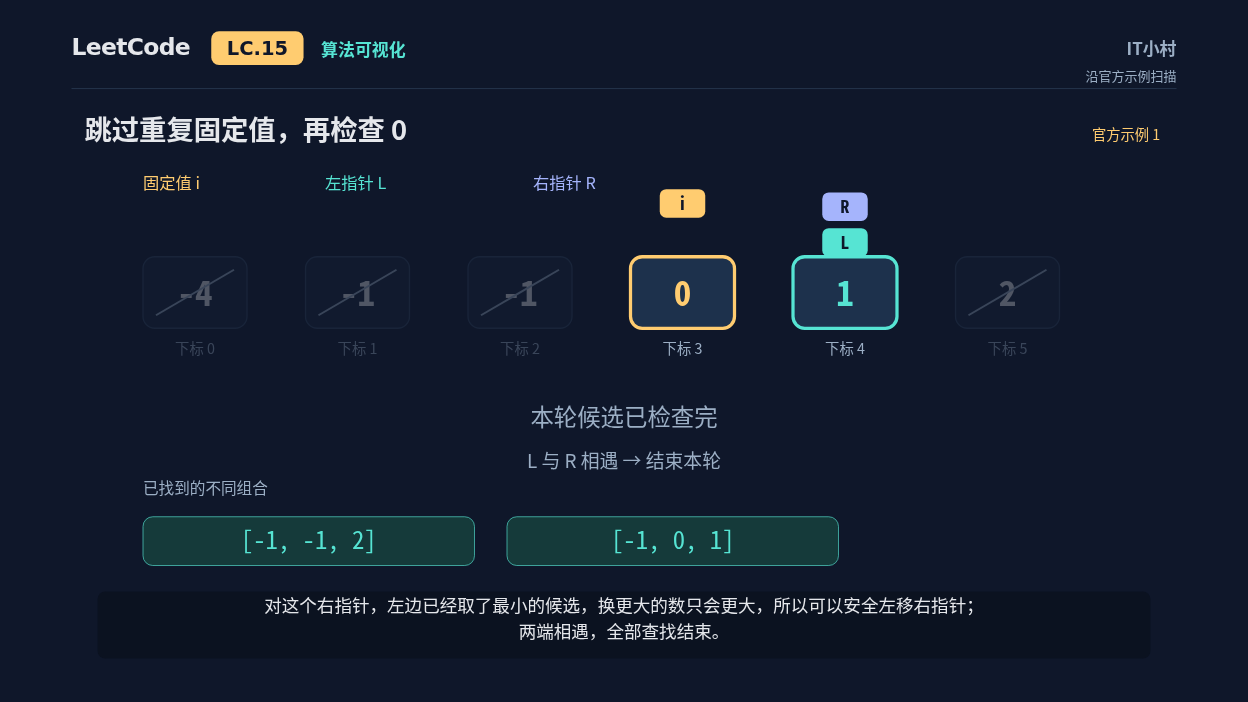 LeetCode LC.15 算法可视化
IT小村
沿官方示例扫描
跳过重复固定值，再检查 0
官方示例 1
固定值 i 左指针 L 右指针 R
i R
L
-4 -1 -1 0 1 2
下标 0 下标 1 下标 2 下标 3 下标 4 下标 5
本轮候选已检查完
L 与 R 相遇 → 结束本轮
已找到的不同组合
[-1, -1, 2] [-1, 0, 1]
对这个右指针，左边已经取了最小的候选，换更大的数只会更大，所以可以安全左移右指针；
两端相遇，全部查找结束。